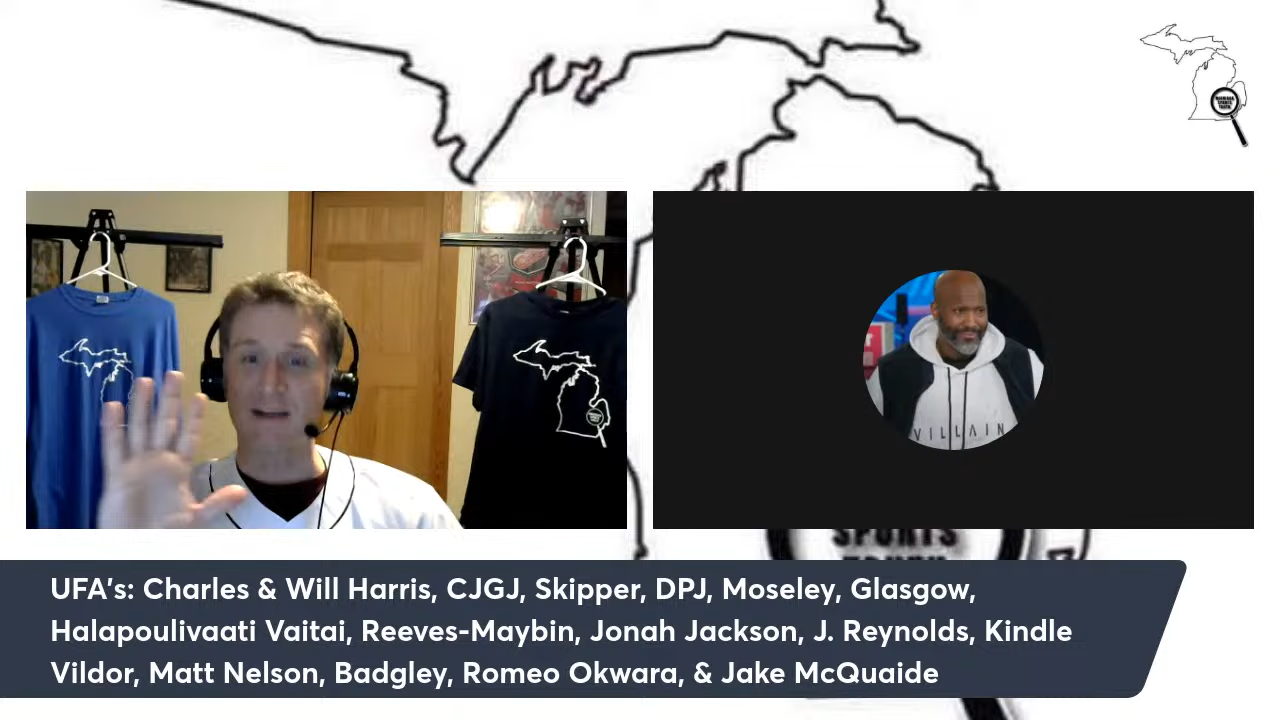 VILLAIN
SPORTS
UFA's: Charles & Will Harris, CJGJ, Skipper, DPJ, Moseley, Glasgow,
Halapoulivaati Vaitai, Reeves-Maybin, Jonah Jackson, J. Reynolds, Kindle
Vildor, Matt Nelson, Badgley, Romeo Okwara, & Jake McQuaide